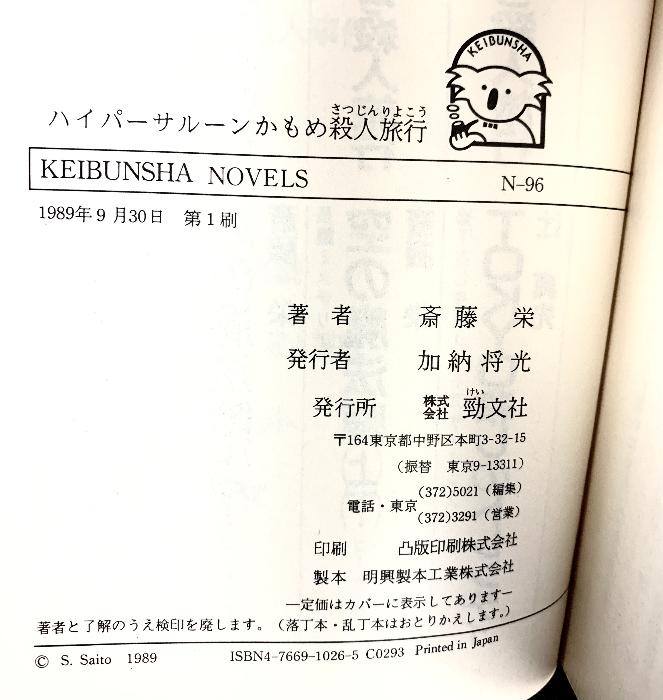 KEIBUNSHA
さつじんりよこう
ハイパーサルーンかもめ殺人旅行
KEIBUNSHA NOVELS N-96
1989年9月30日 第1刷
著者 斎藤 栄
発行者 加納将光
けい
発行所 株式会社 勁文社
〒164東京都中野区本町3-32-15
(振替 東京9-13311)
電話・東京(372)5021(編集)
(372)3291(営業)
印刷 凸版印刷株式会社
製本 明興製本工業株式会社
―定価はカバーに表示してあります―
著者と了解のうえ検印を廃します。(落丁本・乱丁本はおとりかえします。)
© S. Saito 1989 ISBN4-7669-1026-5 C0293 Printed in Japan